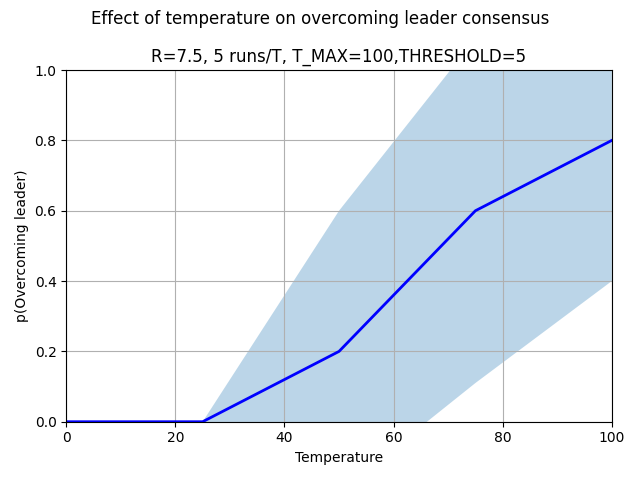 Effect of temperature on overcoming leader consensus
R=7.5, 5 runs/T, T_MAX=100,THRESHOLD=5
1.0
0.8
0.6
0.4
0.2
0.0
p(Overcoming leader)
0 20 40 60 80 100
Temperature